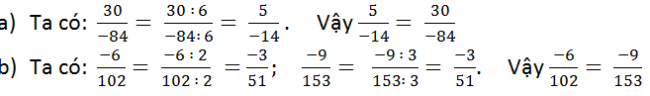 a) Ta có: 30/-84 = 30 : 6/-84: 6 = 5/-14 . Vậy 5/-14 = 30/-84
b) Ta có: -6/102 = -6 : 2/102 : 2 = -3/51 ; -9/153 = -9 : 3/153: 3 = -3/51 . Vậy -6/102 = -9/153